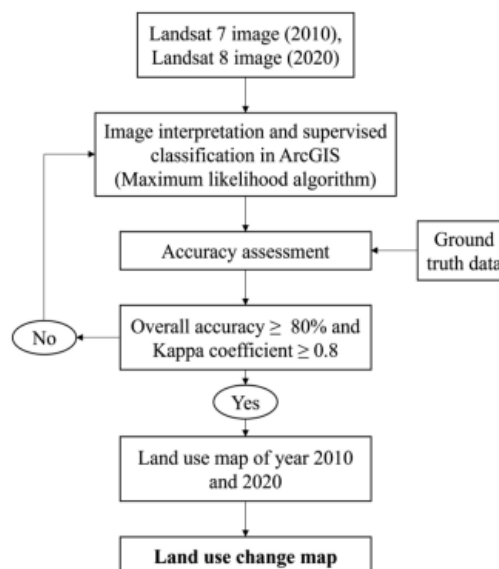 Landsat 7 image (2010),
Landsat 8 image (2020)
Image interpretation and supervised
classification in ArcGIS
(Maximum likelihood algorithm)
Accuracy assessment
Ground
truth data
Overall accuracy ≥ 80% and
Kappa coefficient ≥ 0.8
No
Yes
Land use map of year 2010
and 2020
Land use change map